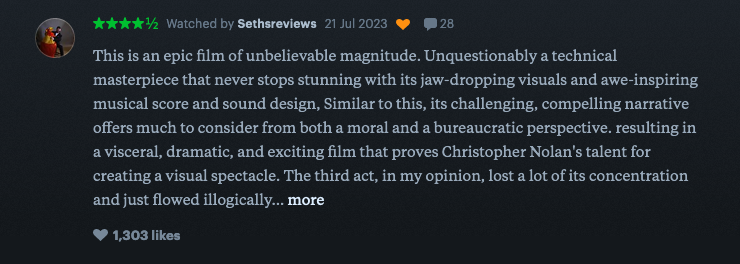 ★★★★½ Watched by Sethsreviews 21 Jul 2023 28
This is an epic film of unbelievable magnitude. Unquestionably a technical
masterpiece that never stops stunning with its jaw-dropping visuals and awe-inspiring
musical score and sound design, Similar to this, its challenging, compelling narrative
offers much to consider from both a moral and a bureaucratic perspective. resulting in
a visceral, dramatic, and exciting film that proves Christopher Nolan's talent for
creating a visual spectacle. The third act, in my opinion, lost a lot of its concentration
and just flowed illogically... more
1,303 likes